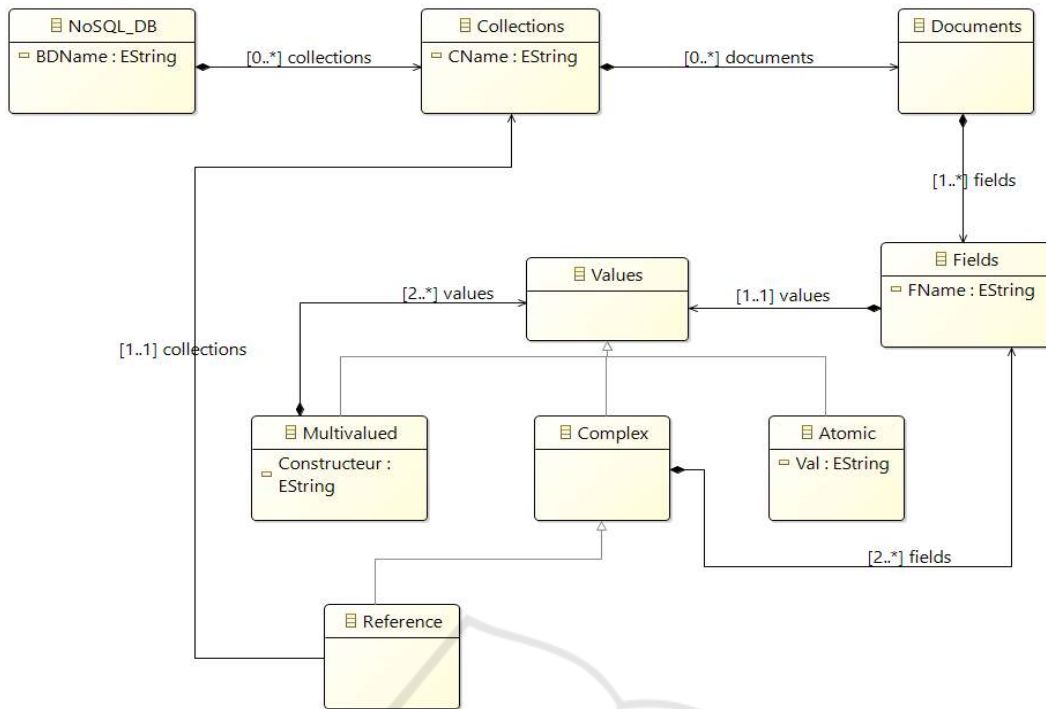 NoSQL_DB
BDName : EString
[0..*] collections
Collections
CName : EString
[0..*] documents
Documents
[1..*] fields
Fields
FName : EString
[1..1] values
Values
[2..*] values
[1..1] collections
Multivalued
Constructeur :
EString
Complex
Atomic
Val : EString
[2..*] fields
Reference